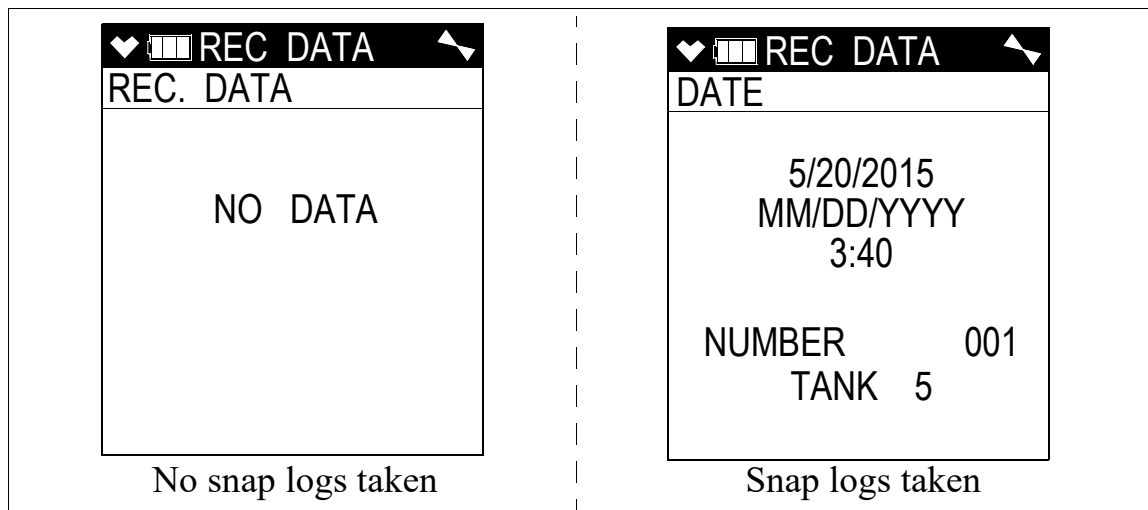 REC DATA
REC. DATA
NO DATA
No snap logs taken
REC DATA
DATE
5/20/2015
MM/DD/YYYY
3:40
NUMBER 001
TANK 5
Snap logs taken